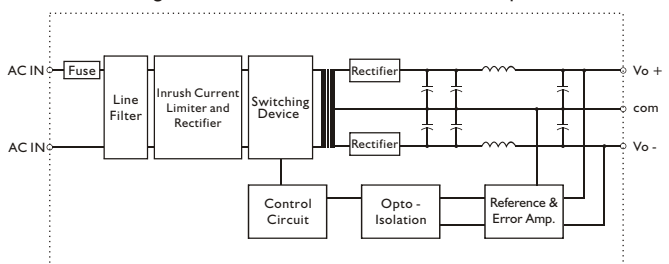 AC IN
Fuse
Line
Filter
Inrush Current
Limiter and
Rectifier
Switching
Device
Rectifier
Rectifier
Vo +
com
Vo -
AC IN
Control
Circuit
Opto -
Isolation
Reference &
Error Amp.